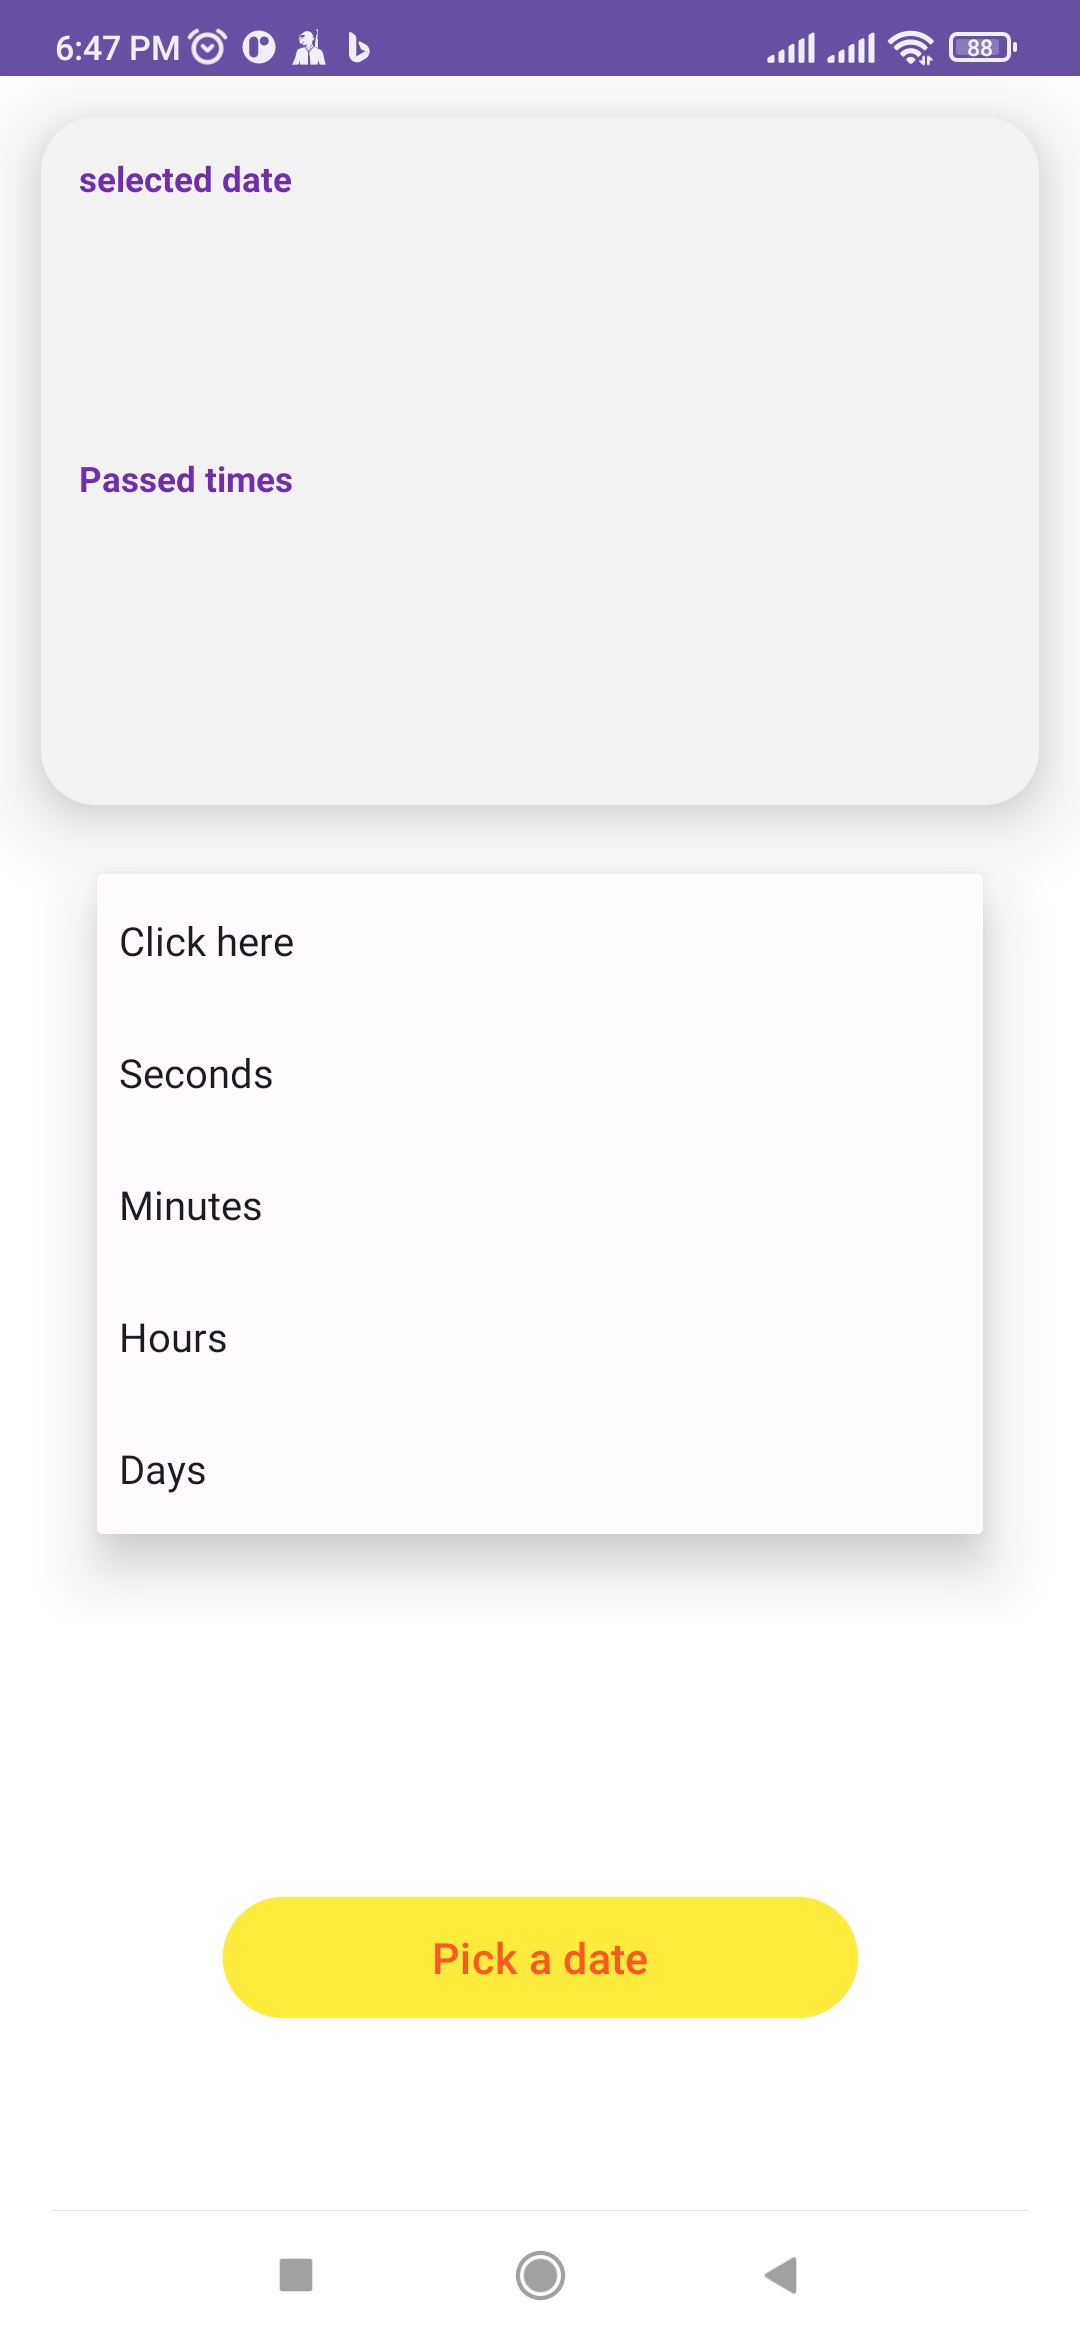 6:47 PM 88
selected date
Passed times
Click here
Seconds
Minutes
Hours
Days
Pick a date